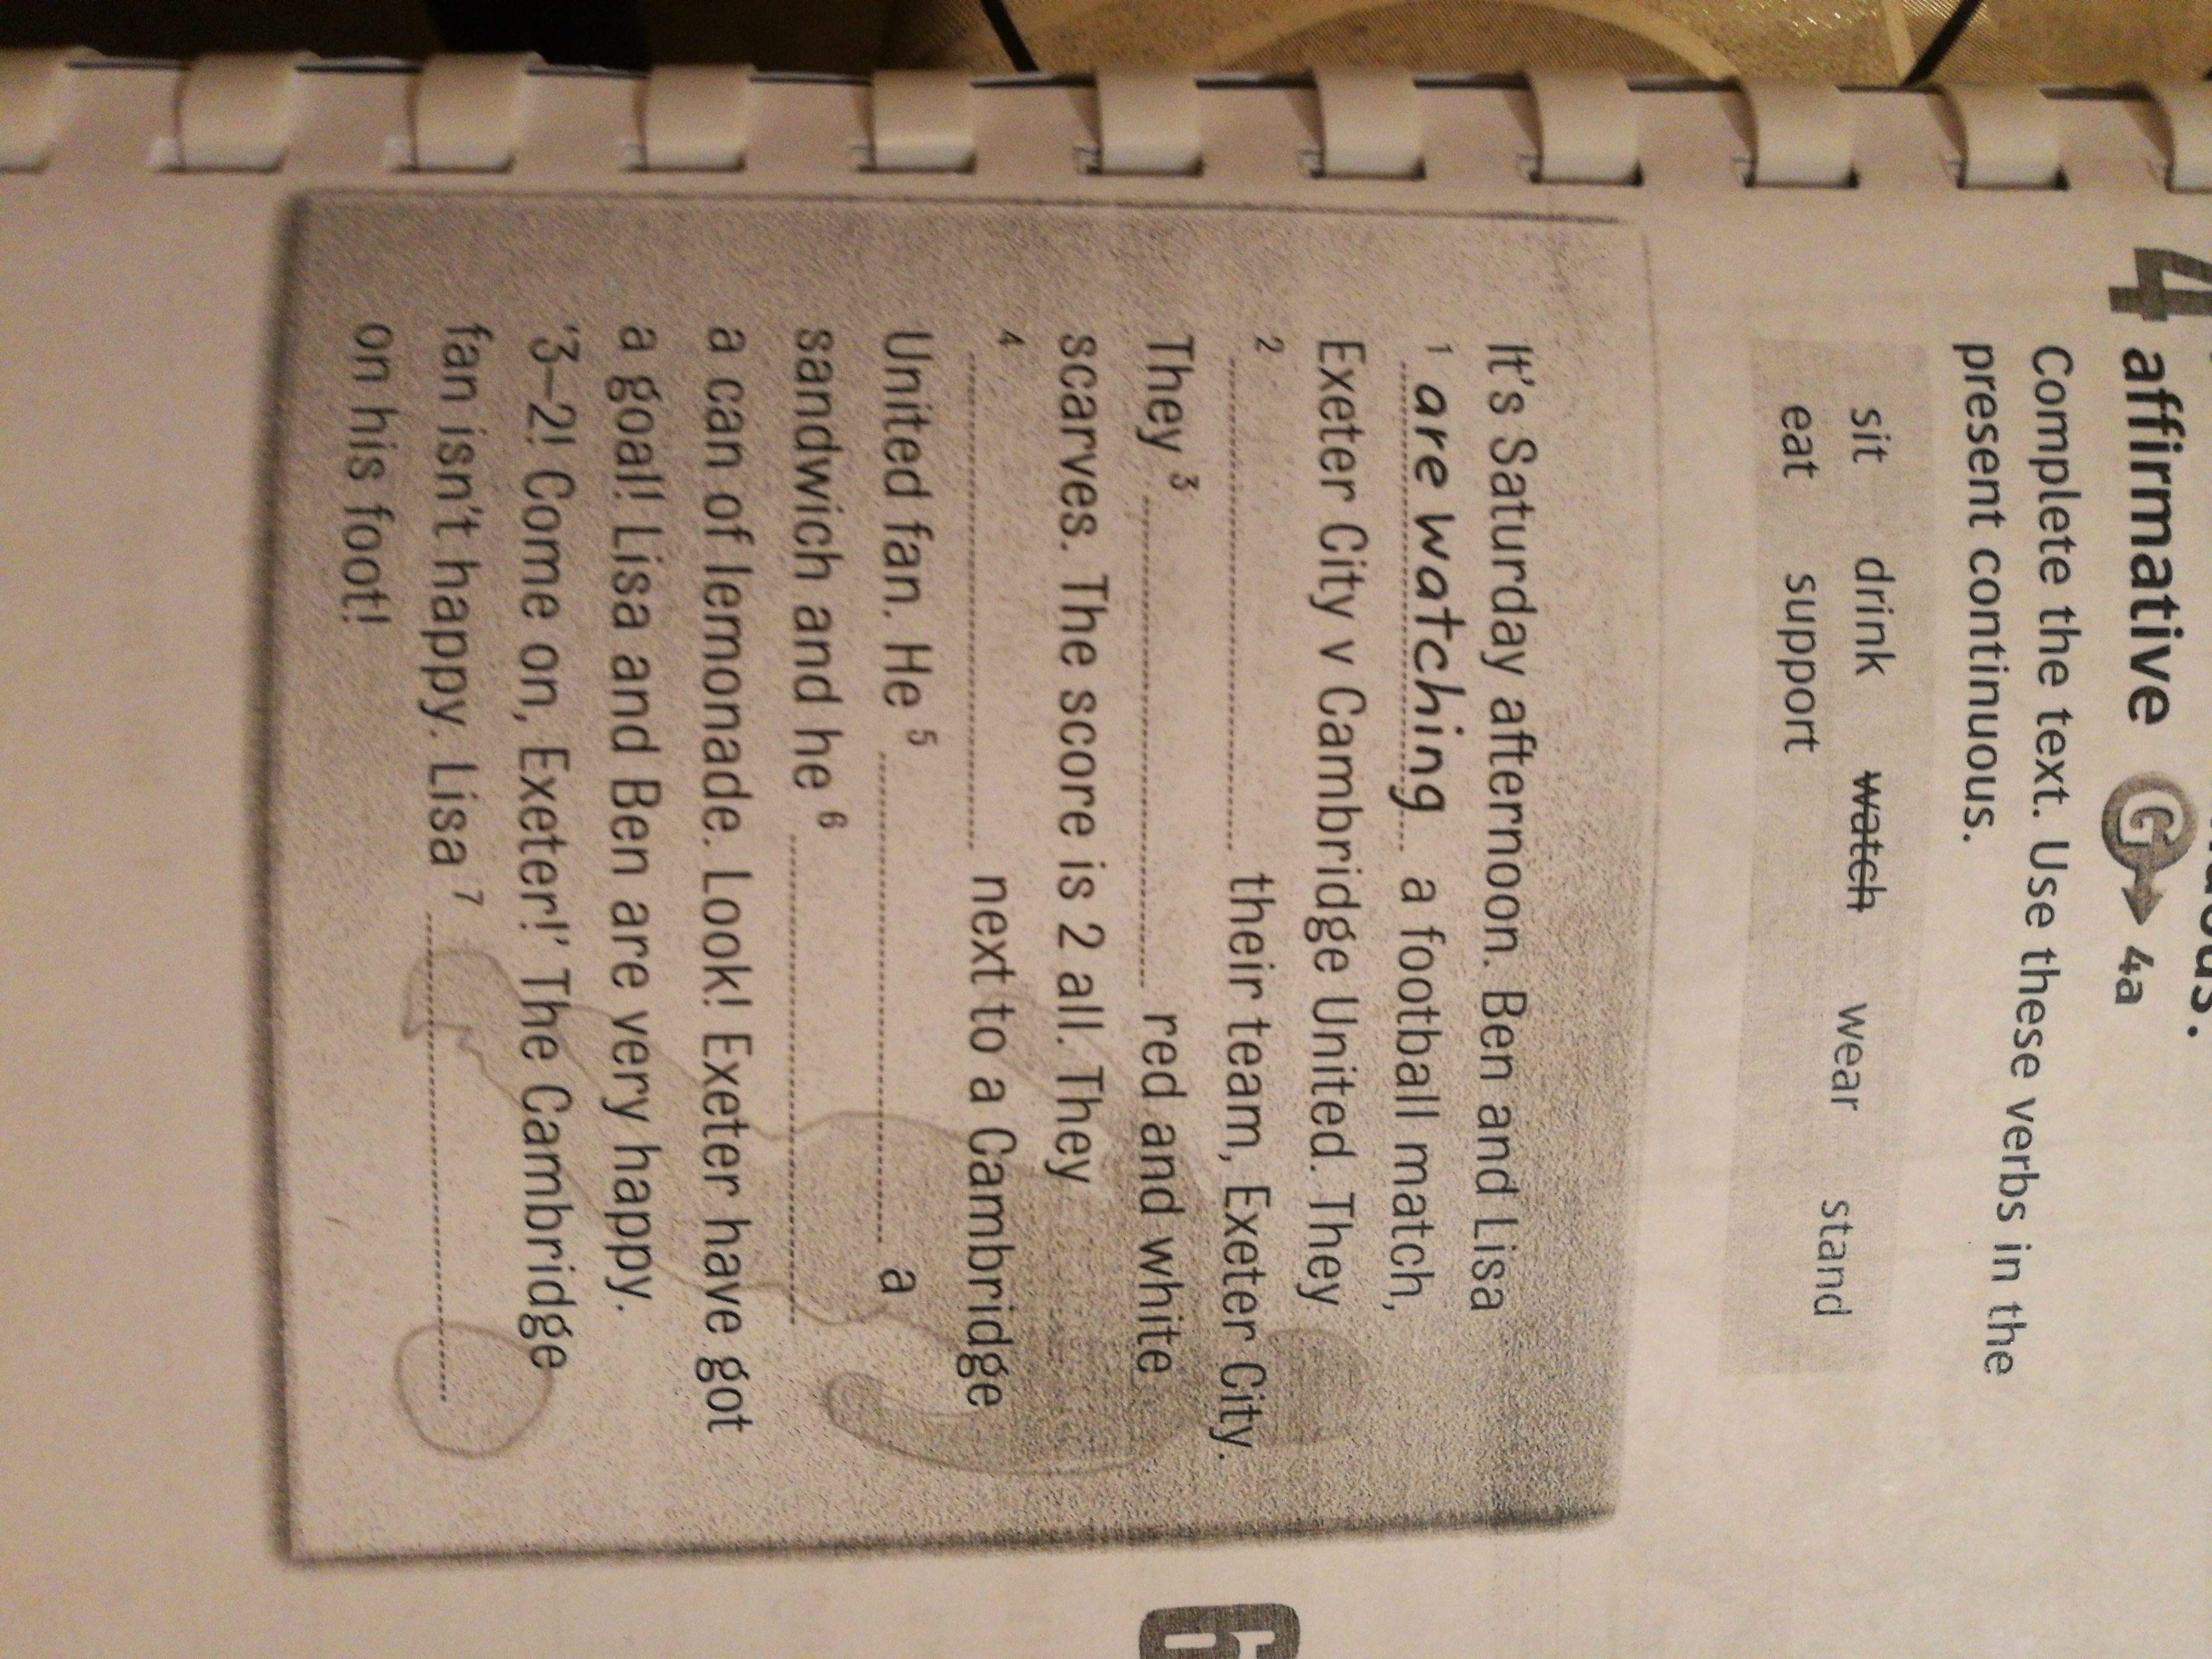 4 affirmative G 4a
Complete the text. Use these verbs in the
present continuous.
sit drink watch wear stand
eat support
It's Saturday afternoon. Ben and Lisa
1 are watching a football match,
Exeter City v Cambridge United. They
2 their team, Exeter City.
They 3 red and white
scarves. The score is 2 all. They
4 next to a Cambridge
United fan. He 5 a
sandwich and he 6
a can of lemonade. Look! Exeter have got
a goal! Lisa and Ben are very happy.
'3–2! Come on, Exeter!' The Cambridge
fan isn't happy. Lisa 7
on his foot!
6